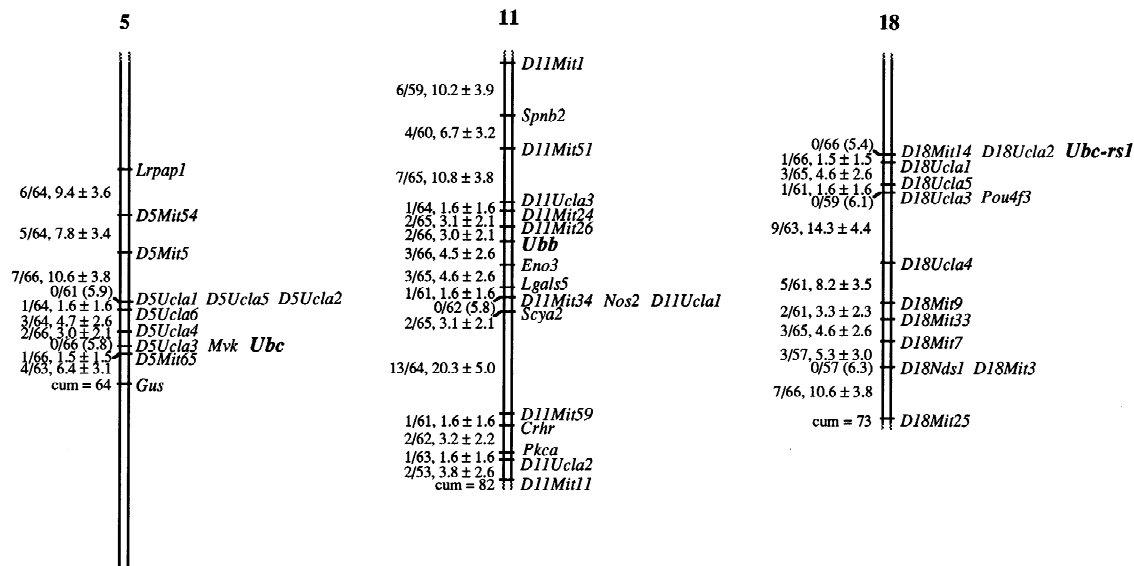 5
Lrpap1
6/64, 9.4 ± 3.6
D5Mit54
5/64, 7.8 ± 3.4
D5Mit5
7/66, 10.6 ± 3.8
0/61 (5.9)
D5Ucla1 D5Ucla5 D5Ucla2
1/64, 1.6 ± 1.6
D5Ucla6
3/64, 4.7 ± 2.6
D5Ucla4
2/66, 3.0 ± 2.1
0/66 (5.8)
D5Ucla3 Mvk Ubc
1/66, 1.5 ± 1.5
D5Mit65
4/63, 6.4 ± 3.1
cum = 64
Gus
11
D11Mit1
6/59, 10.2 ± 3.9
Spnb2
4/60, 6.7 ± 3.2
D11Mit51
7/65, 10.8 ± 3.8
D11Ucla3
1/64, 1.6 ± 1.6
D11Mit24
2/65, 3.1 ± 2.1
D11Mit26
2/66, 3.0 ± 2.1
Ubb
3/66, 4.5 ± 2.6
Eno3
3/65, 4.6 ± 2.6
Lgals5
1/61, 1.6 ± 1.6
D11Mit34 Nos2 D11Ucla1
0/62 (5.8)
Scya2
2/65, 3.1 ± 2.1
13/64, 20.3 ± 5.0
D11Mit59
1/61, 1.6 ± 1.6
Crhr
2/62, 3.2 ± 2.2
Pkca
1/63, 1.6 ± 1.6
D11Ucla2
2/53, 3.8 ± 2.6
cum = 82
D11Mit11
18
0/66 (5.4)
D18Mit14 D18Ucla2 Ubc-rs1
1/66, 1.5 ± 1.5
D18Ucla1
3/65, 4.6 ± 2.6
D18Ucla5
1/61, 1.6 ± 1.6
D18Ucla3 Pou4f3
0/59 (6.1)
9/63, 14.3 ± 4.4
D18Ucla4
5/61, 8.2 ± 3.5
D18Mit9
2/61, 3.3 ± 2.3
D18Mit33
3/65, 4.6 ± 2.6
D18Mit7
3/57, 5.3 ± 3.0
0/57 (6.3)
D18Nds1 D18Mit3
7/66, 10.6 ± 3.8
cum = 73
D18Mit25